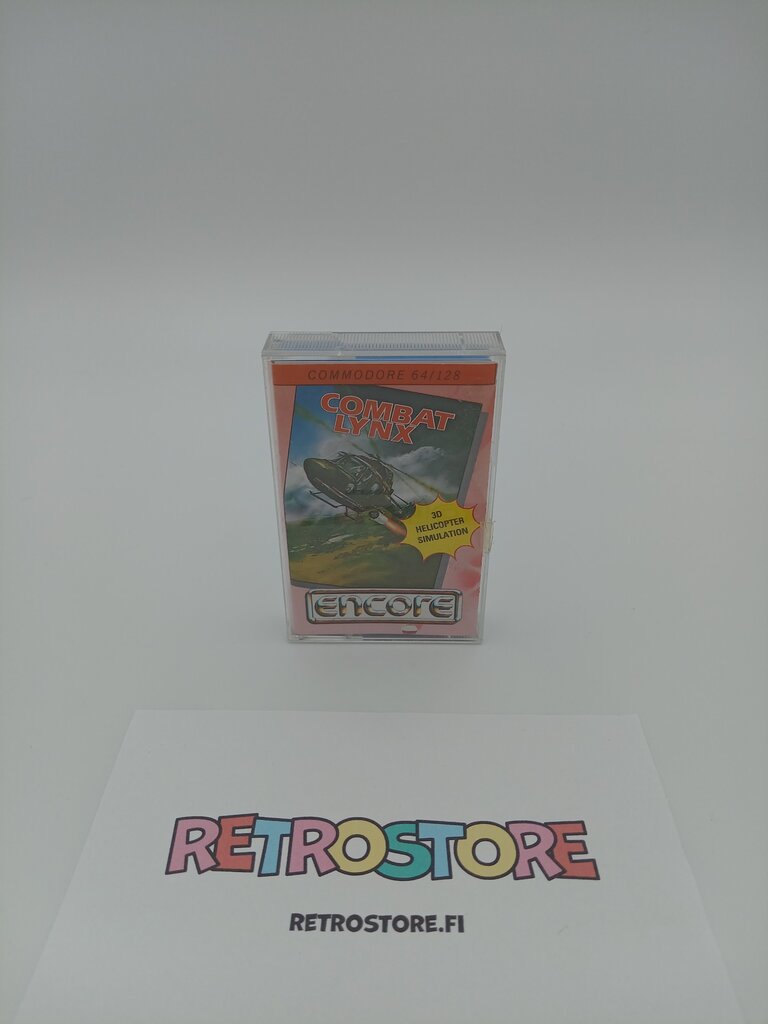 COMMODORE 64/128
COMBAT
LYNX
3D
HELICOPTER
SIMULATION
encore
RETROSTORE
RETROSTORE.FI